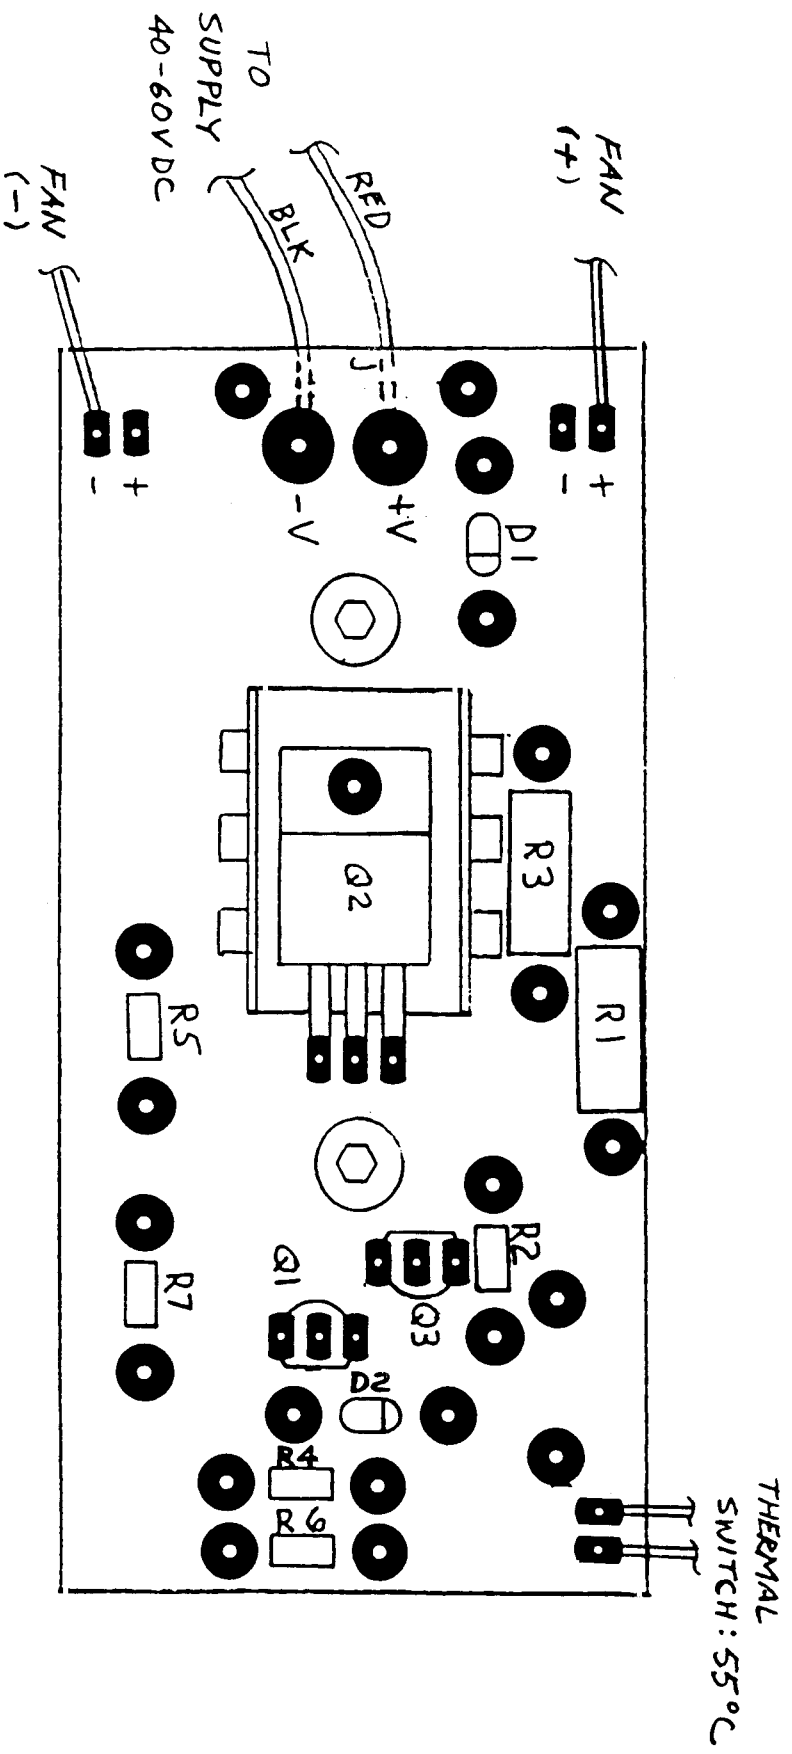 TO
SUPPLY
40-60VDC
FAN
(+)
FAN
(-)
RED
BLK
J
- +
-V
+V
- +
D1
Q2
R3
R1
R5
R2
Q3
Q1
R7
D2
R4
R6
THERMAL
SWITCH: 55°C